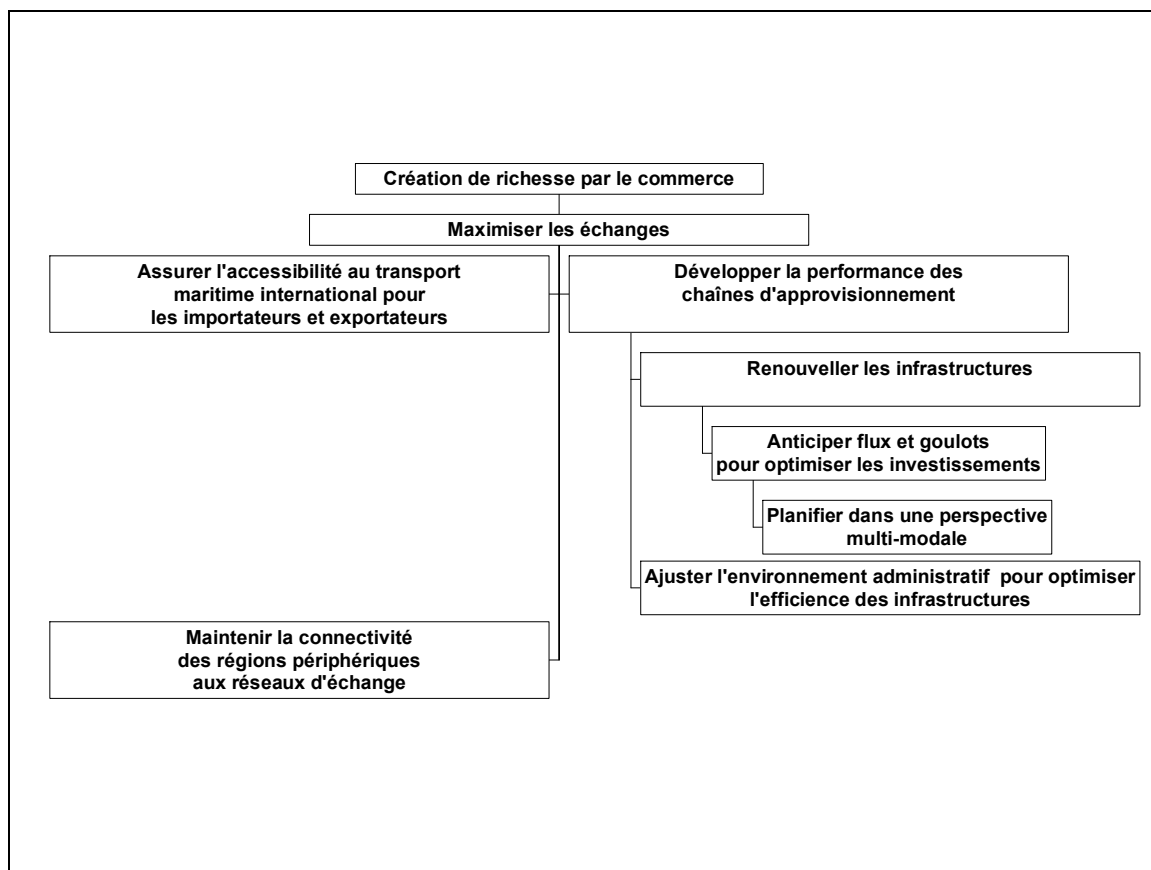 Création de richesse par le commerce
Maximiser les échanges
Assurer l'accessibilité au transport
maritime international pour
les importateurs et exportateurs
Développer la performance des
chaînes d'approvisionnement
Renouveller les infrastructures
Anticiper flux et goulots
pour optimiser les investissements
Planifier dans une perspective
multi-modale
Ajuster l'environnement administratif  pour optimiser
l'efficience des infrastructures
Maintenir la connectivité
des régions périphériques
aux réseaux d'échange